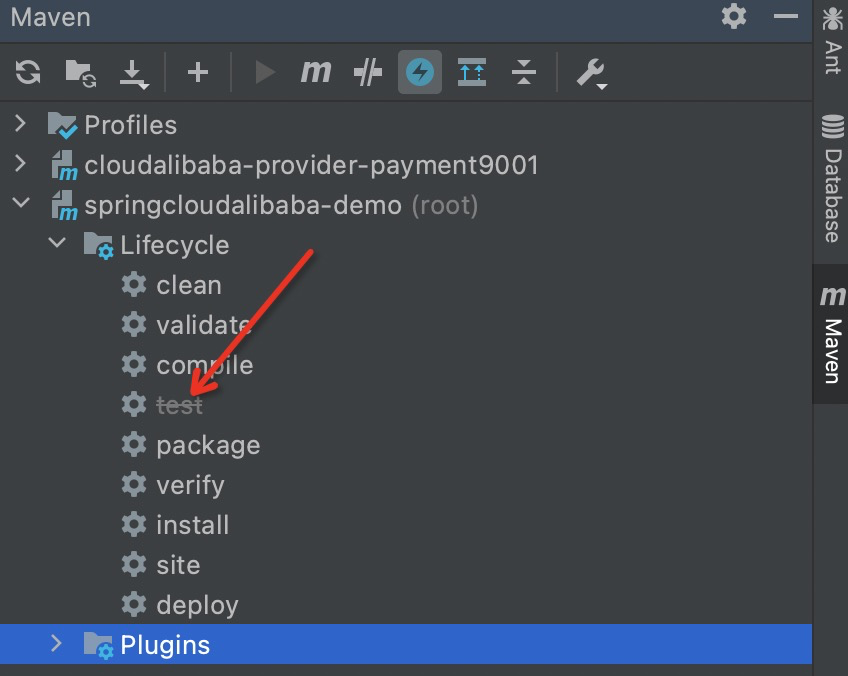 Maven
Profiles
cloudalibaba-provider-payment9001
springcloudalibaba-demo (root)
Lifecycle
clean
validate
compile
test
package
verify
install
site
deploy
Plugins
Ant
Database
m Maven